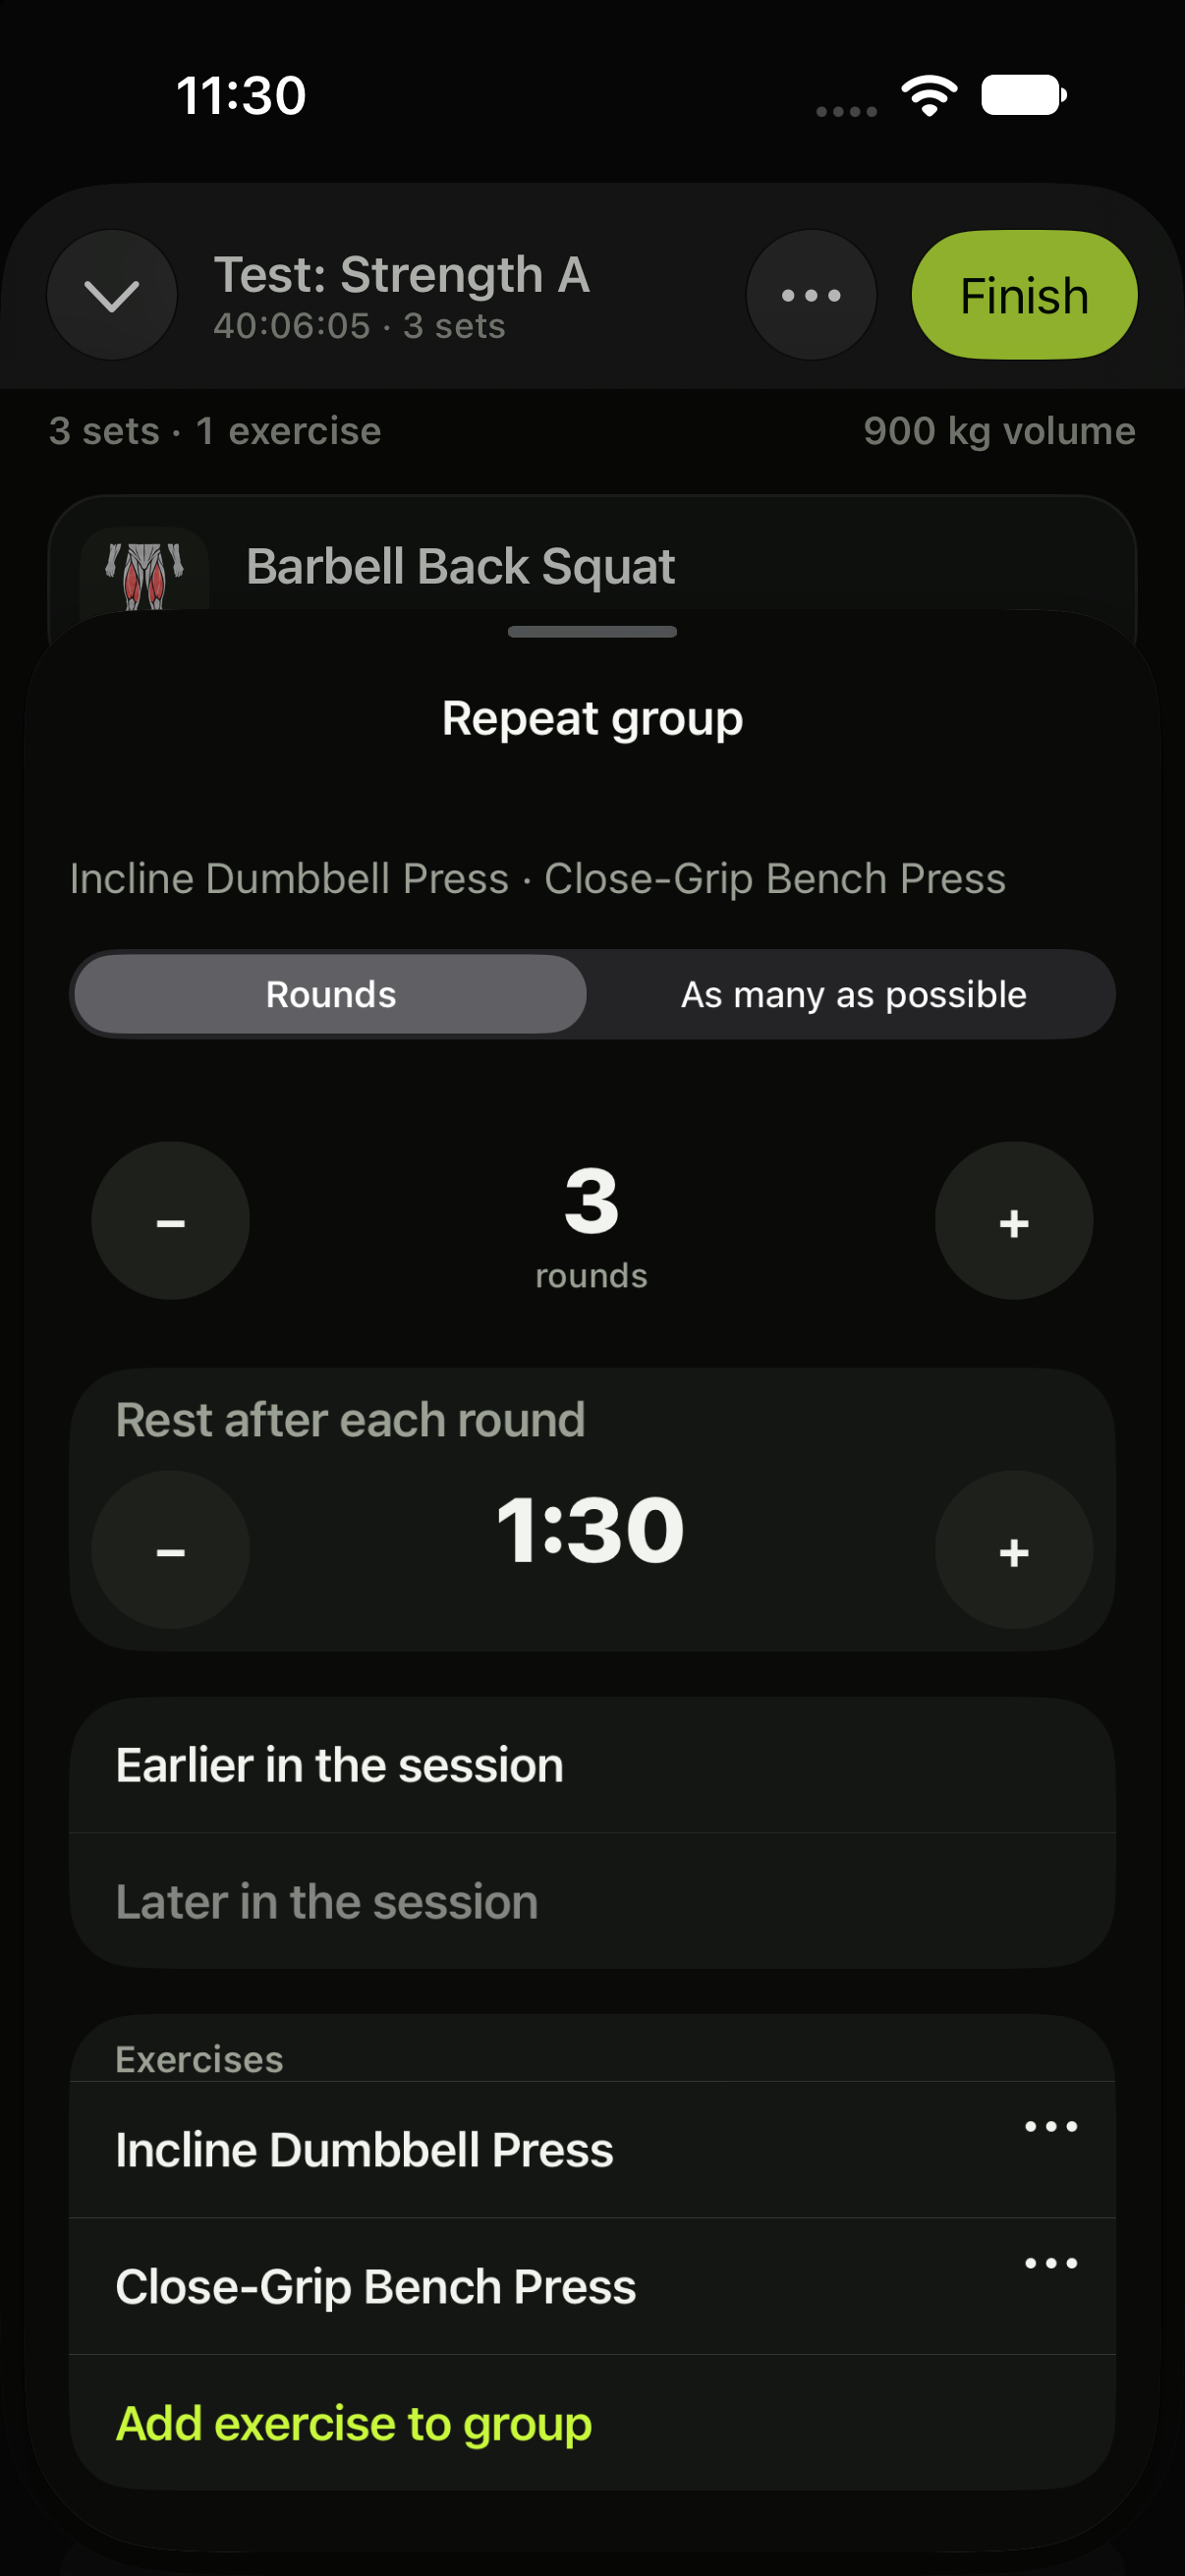 11:30
Test: Strength A
40:06:05 · 3 sets
Finish
3 sets · 1 exercise
900 kg volume
Barbell Back Squat
Repeat group
Incline Dumbbell Press · Close-Grip Bench Press
Rounds
As many as possible
–
3
+
rounds
Rest after each round
–
1:30
+
Earlier in the session
Later in the session
Exercises
Incline Dumbbell Press
Close-Grip Bench Press
Add exercise to group